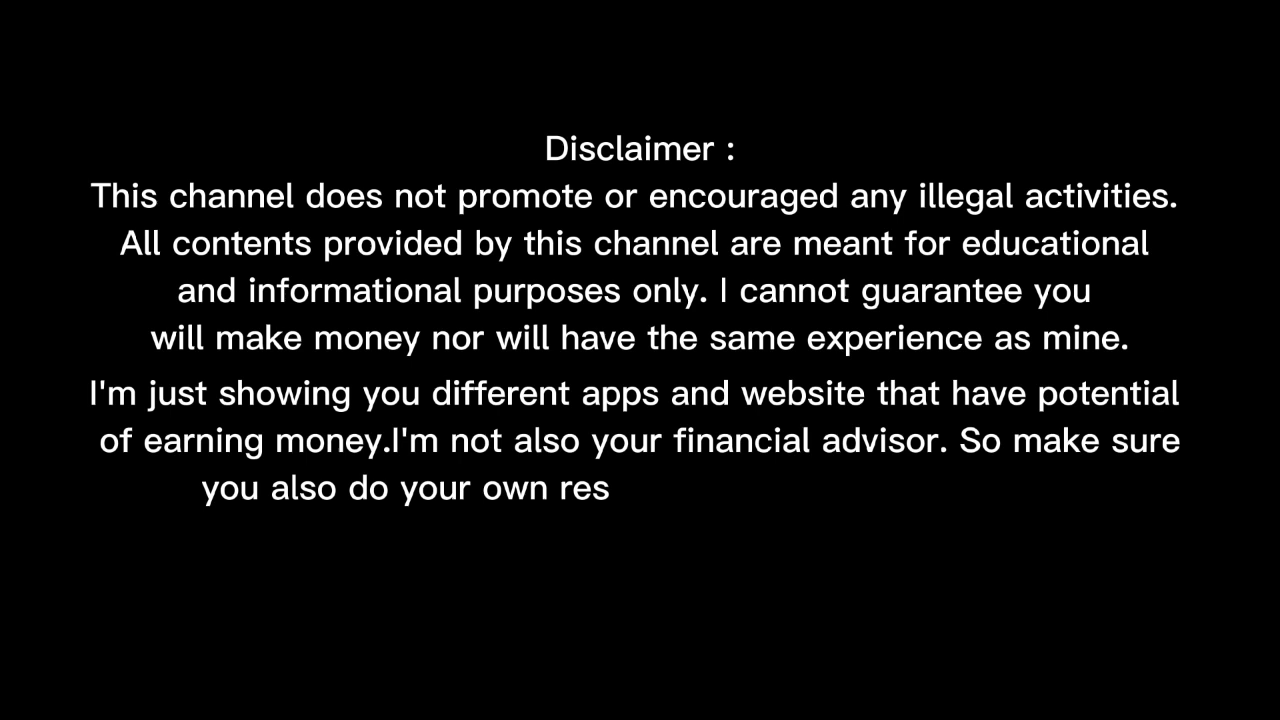 Disclaimer :
This channel does not promote or encouraged any illegal activities.
All contents provided by this channel are meant for educational
and informational purposes only. I cannot guarantee you
will make money nor will have the same experience as mine.
I'm just showing you different apps and website that have potential
of earning money.I'm not also your financial advisor. So make sure
you also do your own res